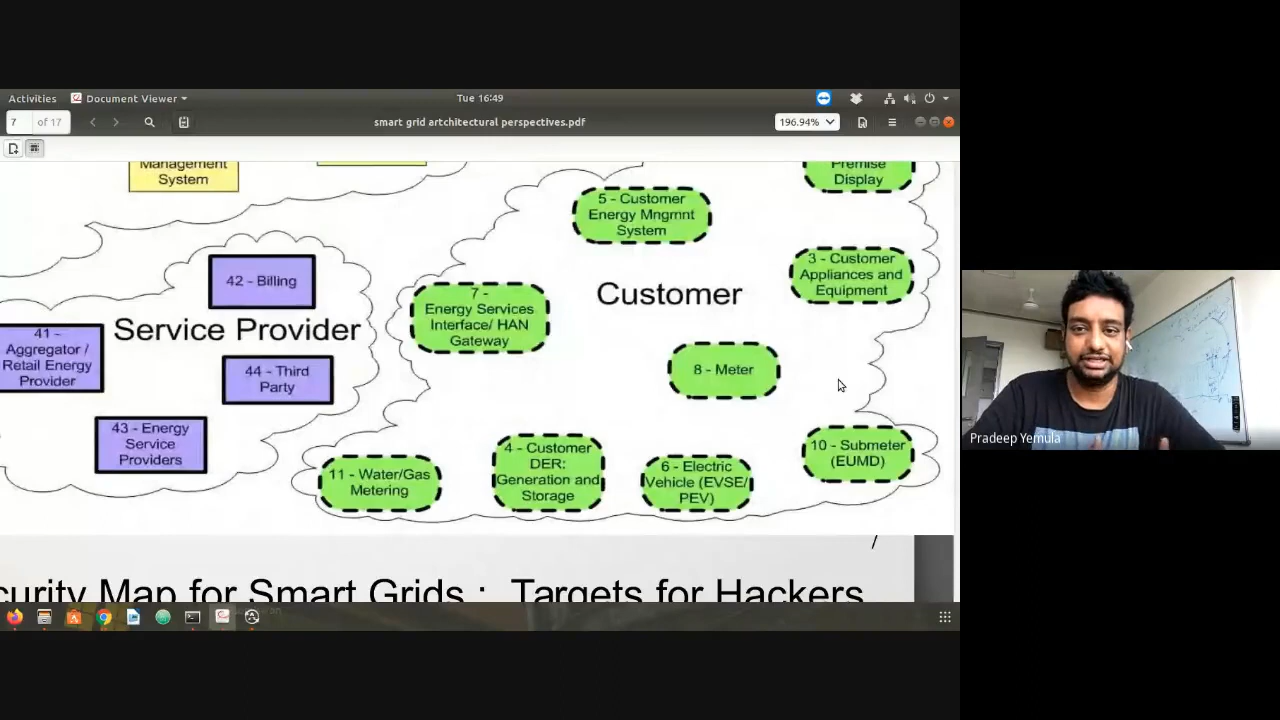 Activities
Document Viewer
Tue 16:49
7
of 17
smart grid artchitectural perspectives.pdf
196.94%
Management
System
Premise
Display
5 - Customer
Energy Mngmnt
System
3 - Customer
Appliances and
Equipment
42 - Billing
7 -
Energy Services
Interface/ HAN
Gateway
Customer
41 -
Aggregator /
Retail Energy
Provider
Service Provider
44 - Third
Party
8 - Meter
43 - Energy
Service
Providers
11 - Water/Gas
Metering
4 - Customer
DER:
Generation and
Storage
6 - Electric
Vehicle (EVSE/
PEV)
10 - Submeter
(EUMD)
7
curity Map for Smart Grids : Targets for Hackers
Pradeep Yemula